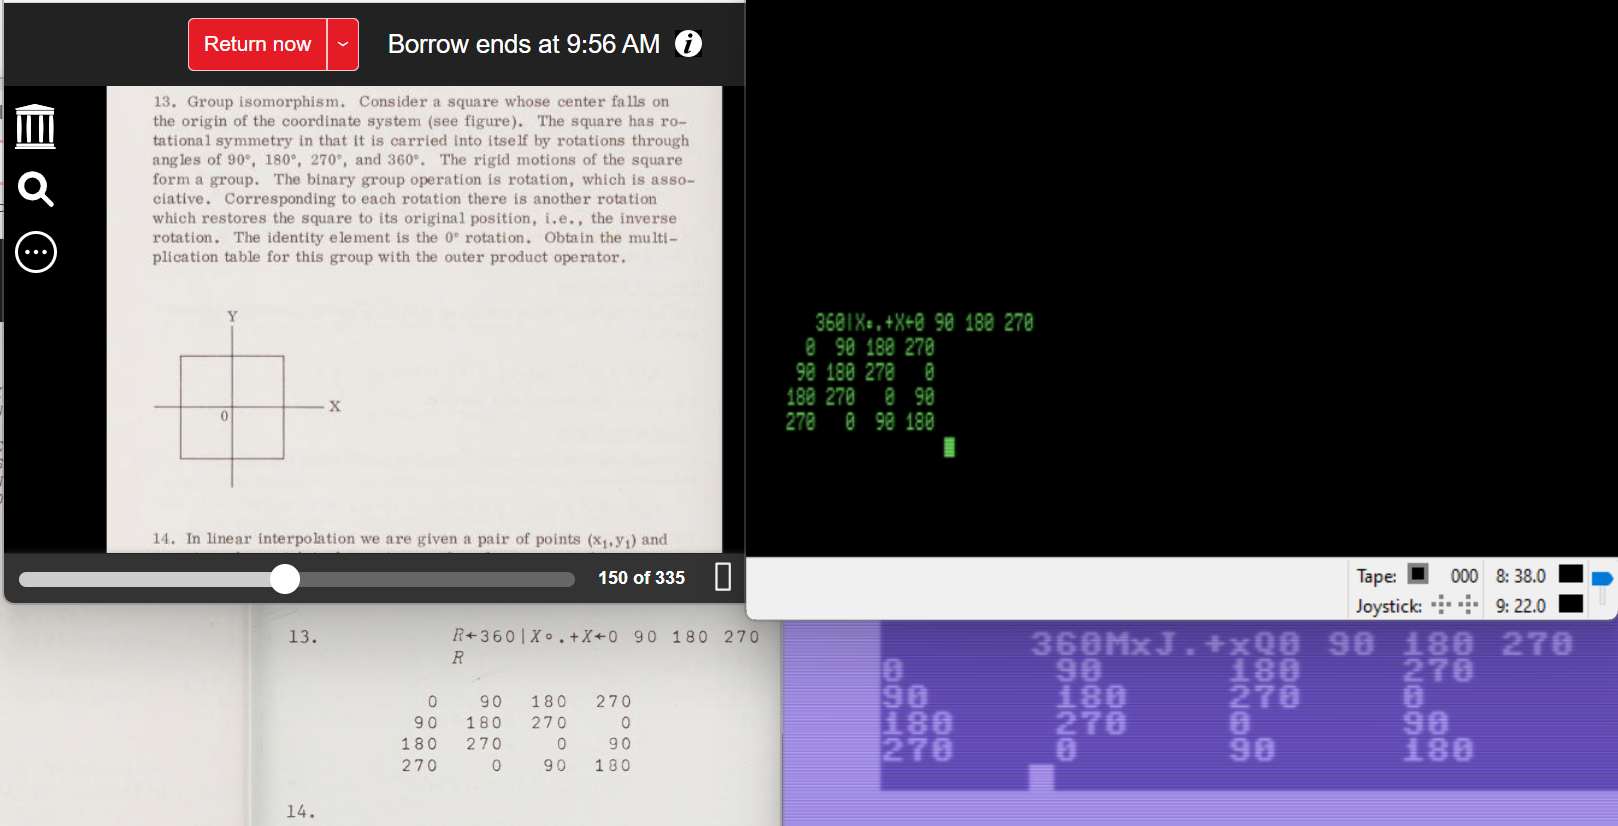 Return now
Borrow ends at 9:56 AM
13. Group isomorphism. Consider a square whose center falls on
the origin of the coordinate system (see figure). The square has ro-
tational symmetry in that it is carried into itself by rotations through
angles of 90°, 180°, 270°, and 360°. The rigid motions of the square
form a group. The binary group operation is rotation, which is asso-
ciative. Corresponding to each rotation there is another rotation
which restores the square to its original position, i.e., the inverse
rotation. The identity element is the 0° rotation. Obtain the multi-
plication table for this group with the outer product operator.
Y
X
0
14. In linear interpolation we are given a pair of points (x₁,y₁) and
150 of 335
360|X∘.+X←0 90 180 270
0 90 180 270
90 180 270 0
180 270 0 90
270 0 90 180
Tape: 000 8: 38.0
Joystick: 9: 22.0
13. R←360|X∘.+X←0 90 180 270
R
0 90 180 270
90 180 270 0
180 270 0 90
270 0 90 180
14.
360MxJ.+xQ0 90 180 270
0 90 180 270
90 180 270 0
180 270 0 90
270 0 90 180